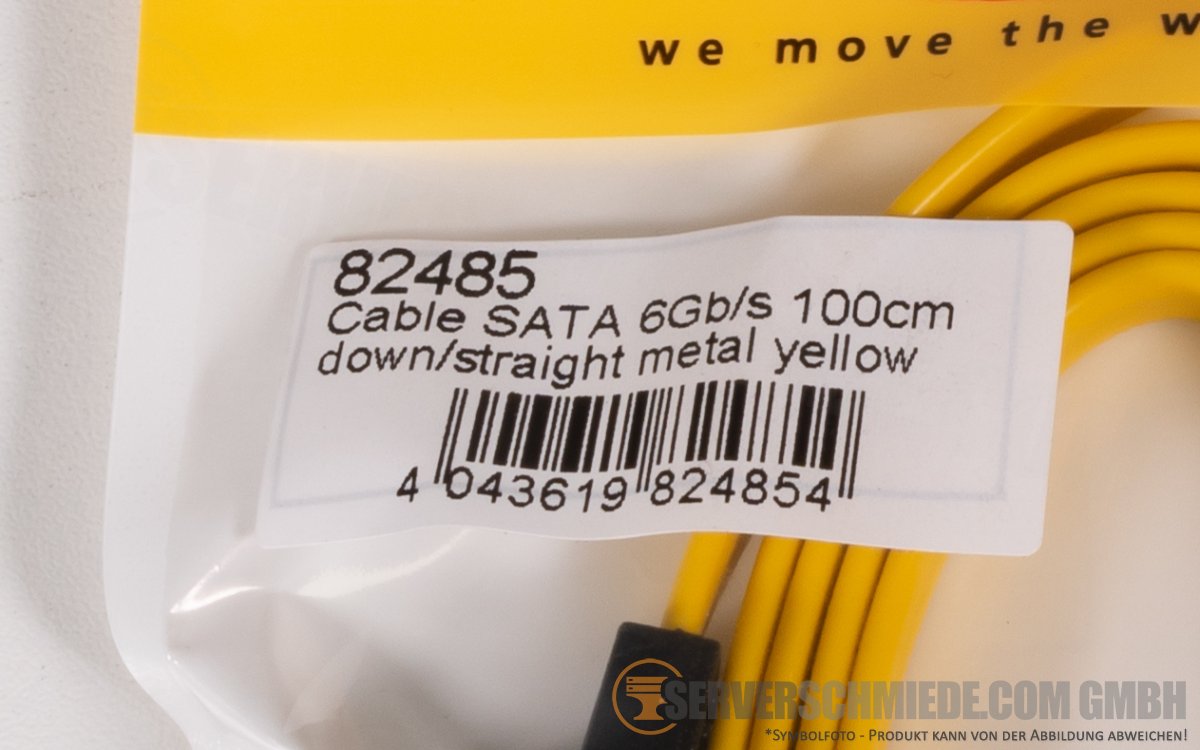 we move the w
82485
Cable SATA 6Gb/s 100cm
down/straight metal yellow
4 043619 824854
SERVERSCHMIEDE.COM GMBH
*Symbolfoto - Produkt kann von der Abbildung abweichen!